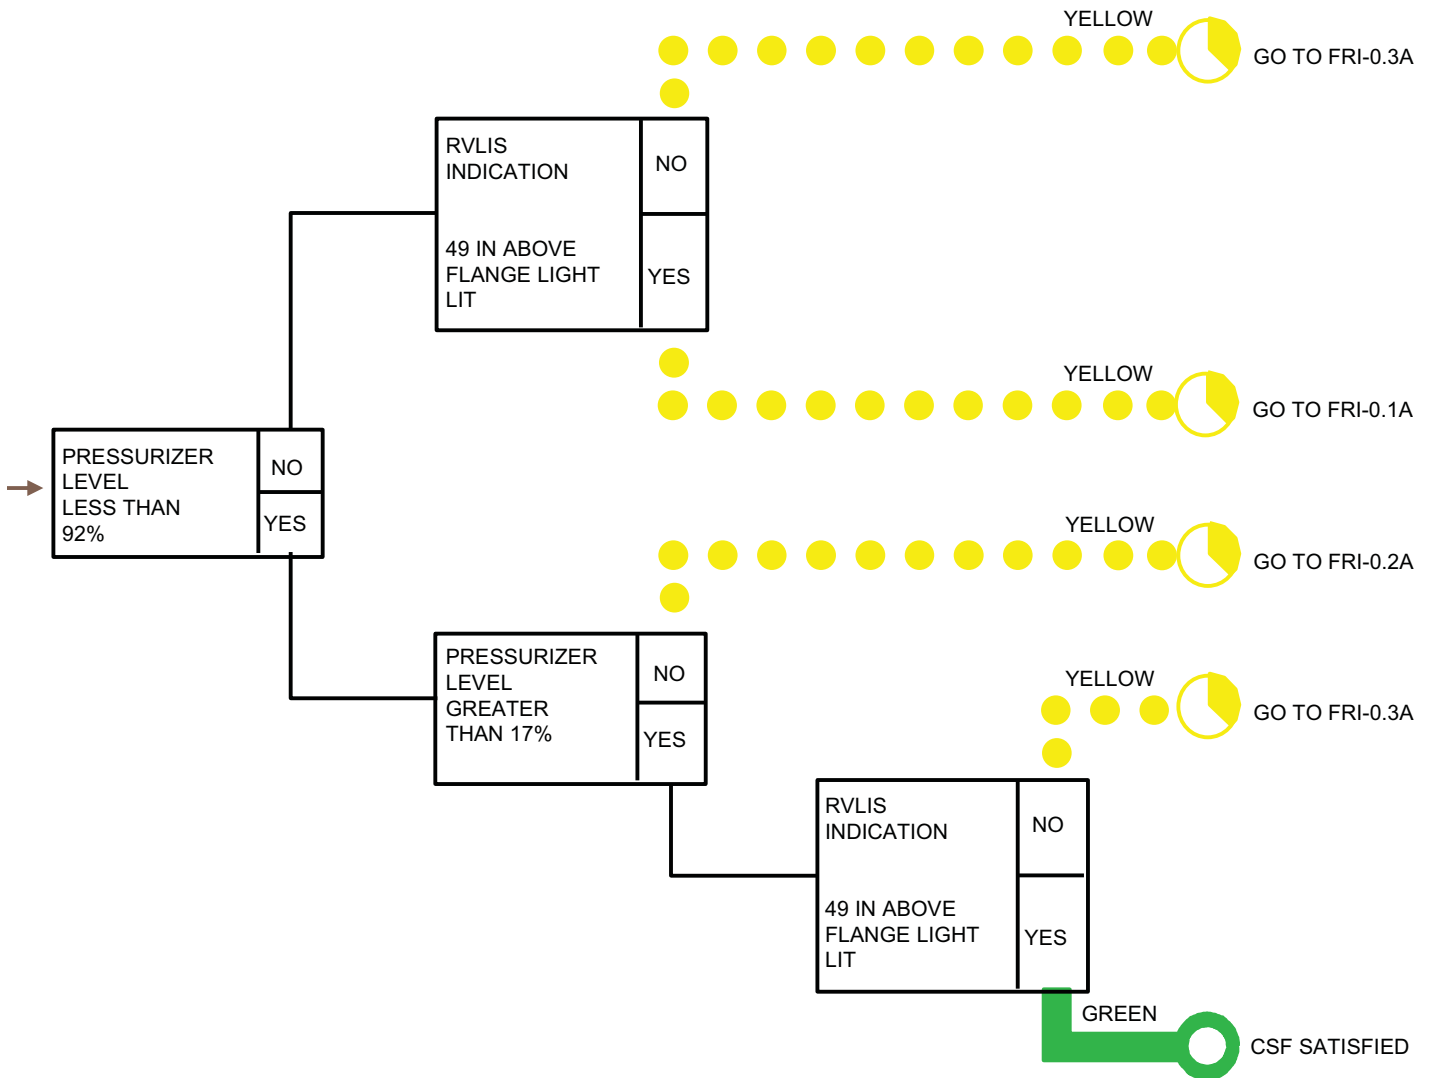 YELLOW
GO TO FRI-0.3A
RVLIS
INDICATION
NO
49 IN ABOVE
FLANGE LIGHT
LIT
YES
YELLOW
GO TO FRI-0.1A
PRESSURIZER
LEVEL
LESS THAN
92%
NO
YES
YELLOW
GO TO FRI-0.2A
PRESSURIZER
LEVEL
GREATER
THAN 17%
NO
YES
YELLOW
GO TO FRI-0.3A
RVLIS
INDICATION
NO
49 IN ABOVE
FLANGE LIGHT
LIT
YES
GREEN
CSF SATISFIED